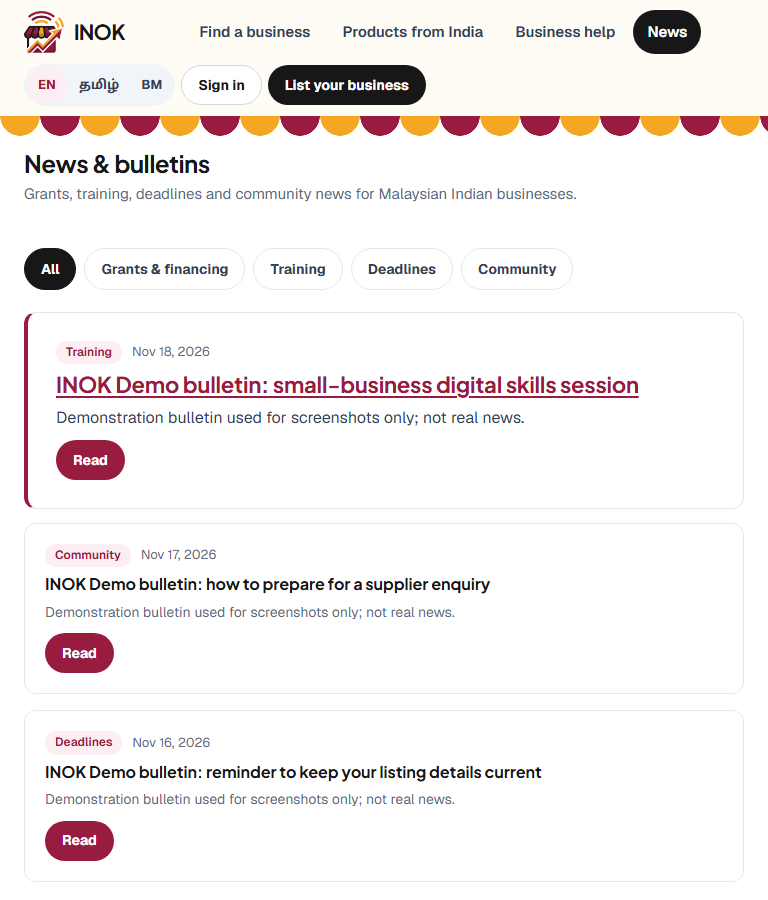 INOK
Find a business
Products from India
Business help
News
EN
தமிழ்
BM
Sign in
List your business
News & bulletins
Grants, training, deadlines and community news for Malaysian Indian businesses.
All
Grants & financing
Training
Deadlines
Community
Training Nov 18, 2026
INOK Demo bulletin: small-business digital skills session
Demonstration bulletin used for screenshots only; not real news.
Read
Community Nov 17, 2026
INOK Demo bulletin: how to prepare for a supplier enquiry
Demonstration bulletin used for screenshots only; not real news.
Read
Deadlines Nov 16, 2026
INOK Demo bulletin: reminder to keep your listing details current
Demonstration bulletin used for screenshots only; not real news.
Read